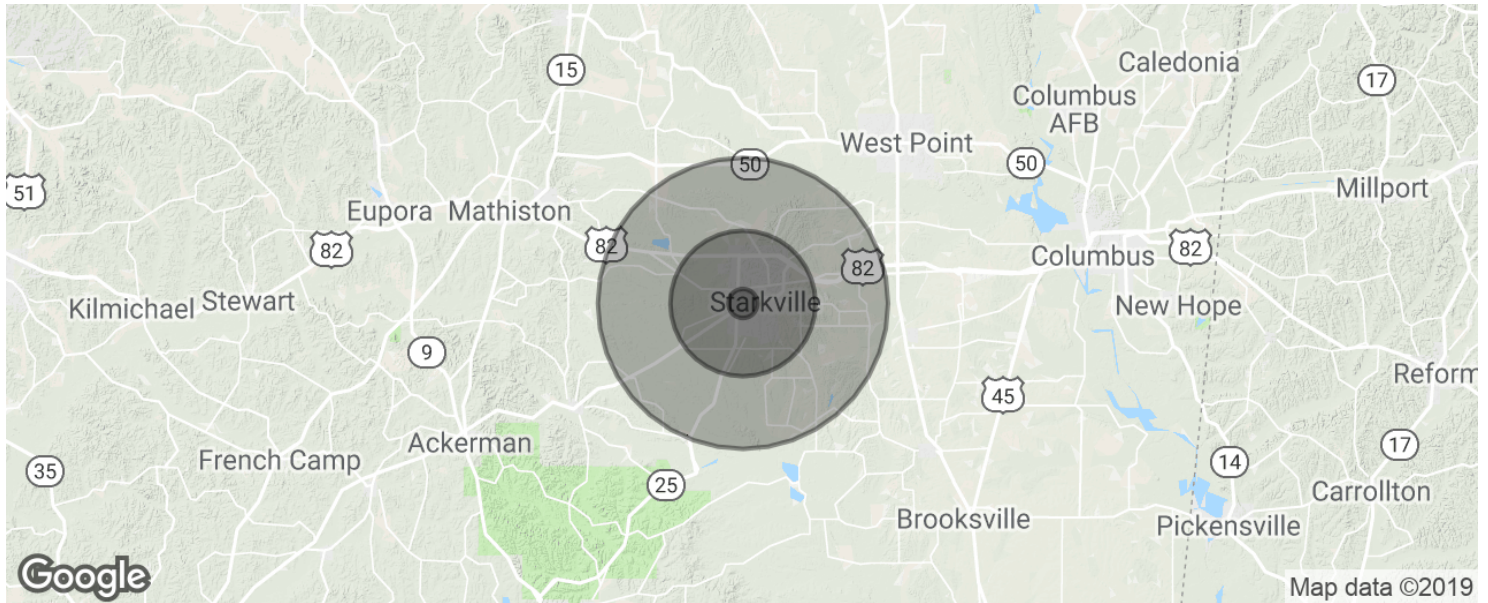 Caledonia
15
17
Columbus
AFB
West Point
50
50
51
Millport
Eupora
Mathiston
82
82
82
82
Columbus
Kilmichael
Stewart
Starkville
New Hope
9
Reform
45
Ackerman
French Camp
35
25
14
17
Carrollton
Brooksville
Pickensville
Google
Map data ©2019